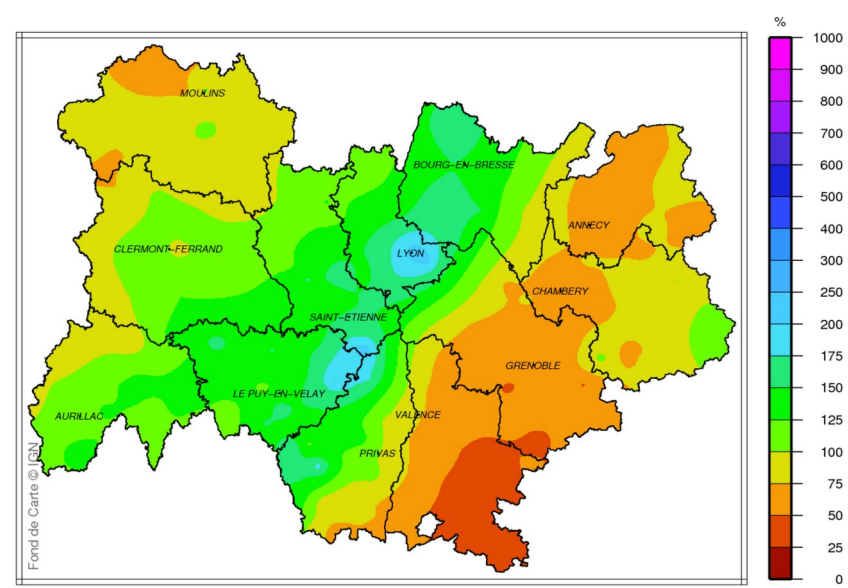 %
1000
900
800
700
600
500
400
300
250
200
175
150
125
100
75
50
25
0
MOULINS
BOURG-EN-BRESSE
ANNECY
CLERMONT-FERRAND
LYON
CHAMBERY
SAINT-ETIENNE
GRENOBLE
LE PUY-EN-VELAY
AURILLAC
VALENCE
PRIVAS
Fond de Carte © IGN